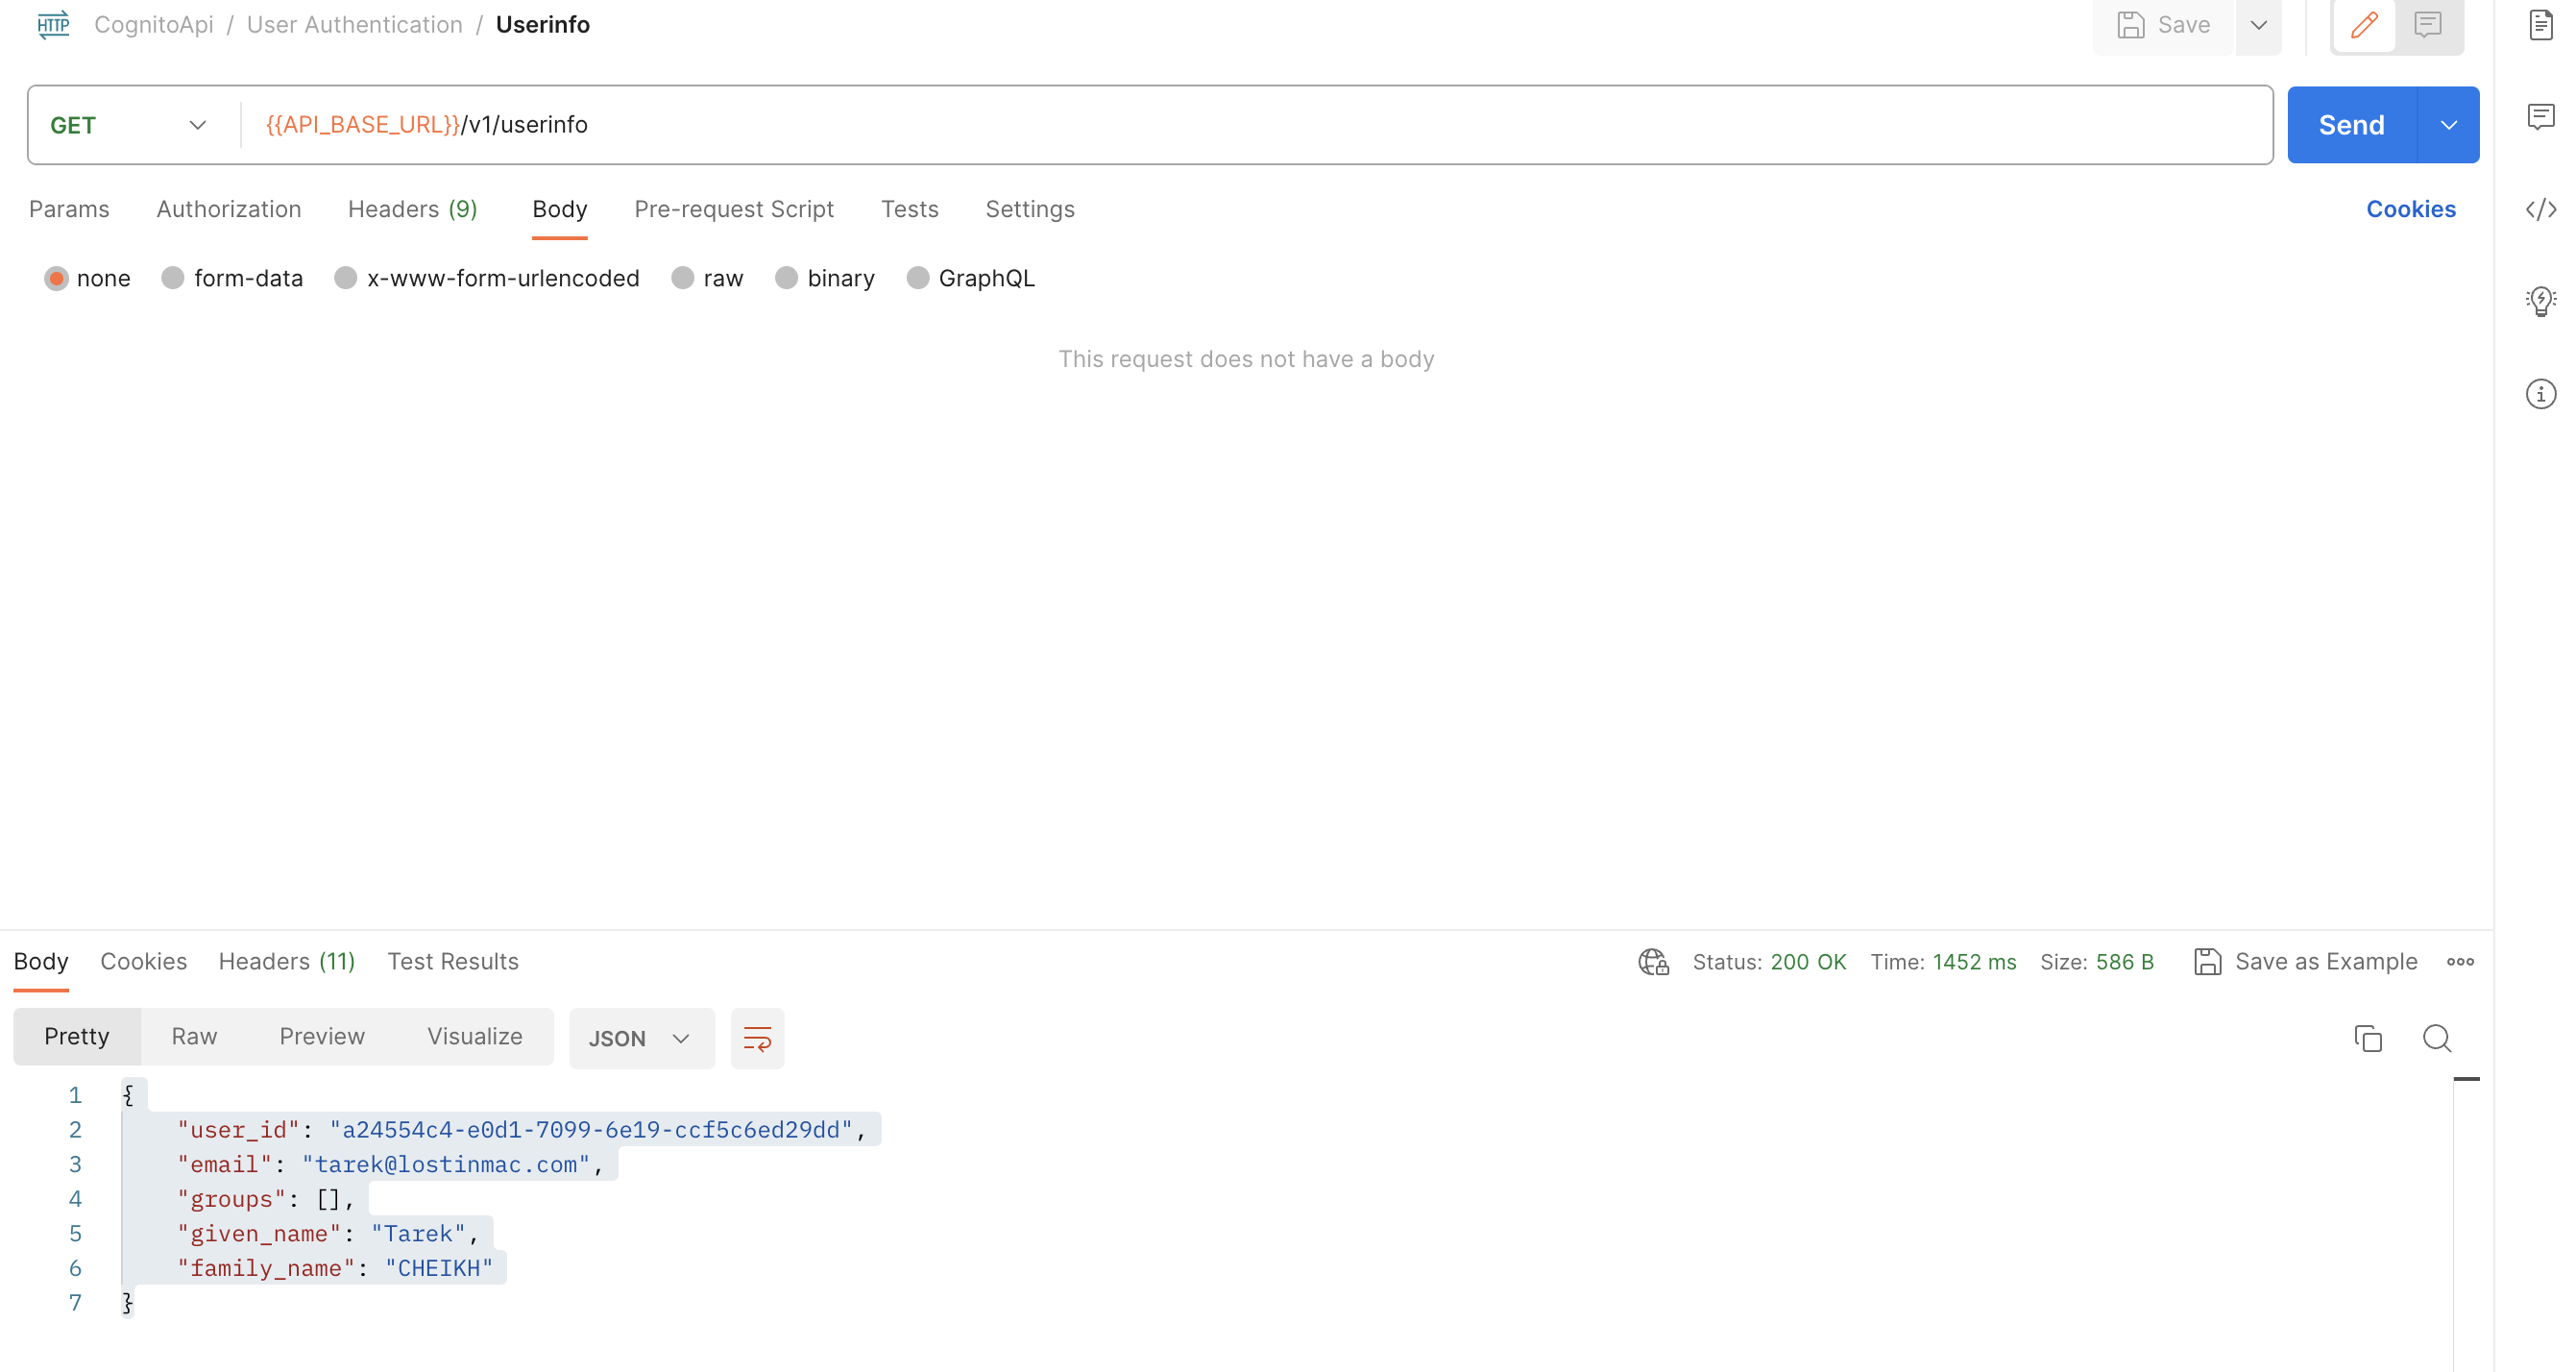 HTTP CognitoApi / User Authentication / Userinfo Save
GET {{API_BASE_URL}}/v1/userinfo Send
Params Authorization Headers (9) Body Pre-request Script Tests Settings Cookies
none form-data x-www-form-urlencoded raw binary GraphQL
This request does not have a body
Body Cookies Headers (11) Test Results Status: 200 OK Time: 1452 ms Size: 586 B Save as Example
Pretty Raw Preview Visualize JSON
1 {
2 "user_id": "a24554c4-e0d1-7099-6e19-ccf5c6ed29dd",
3 "email": "tarek@lostinmac.com",
4 "groups": [],
5 "given_name": "Tarek",
6 "family_name": "CHEIKH"
7 }